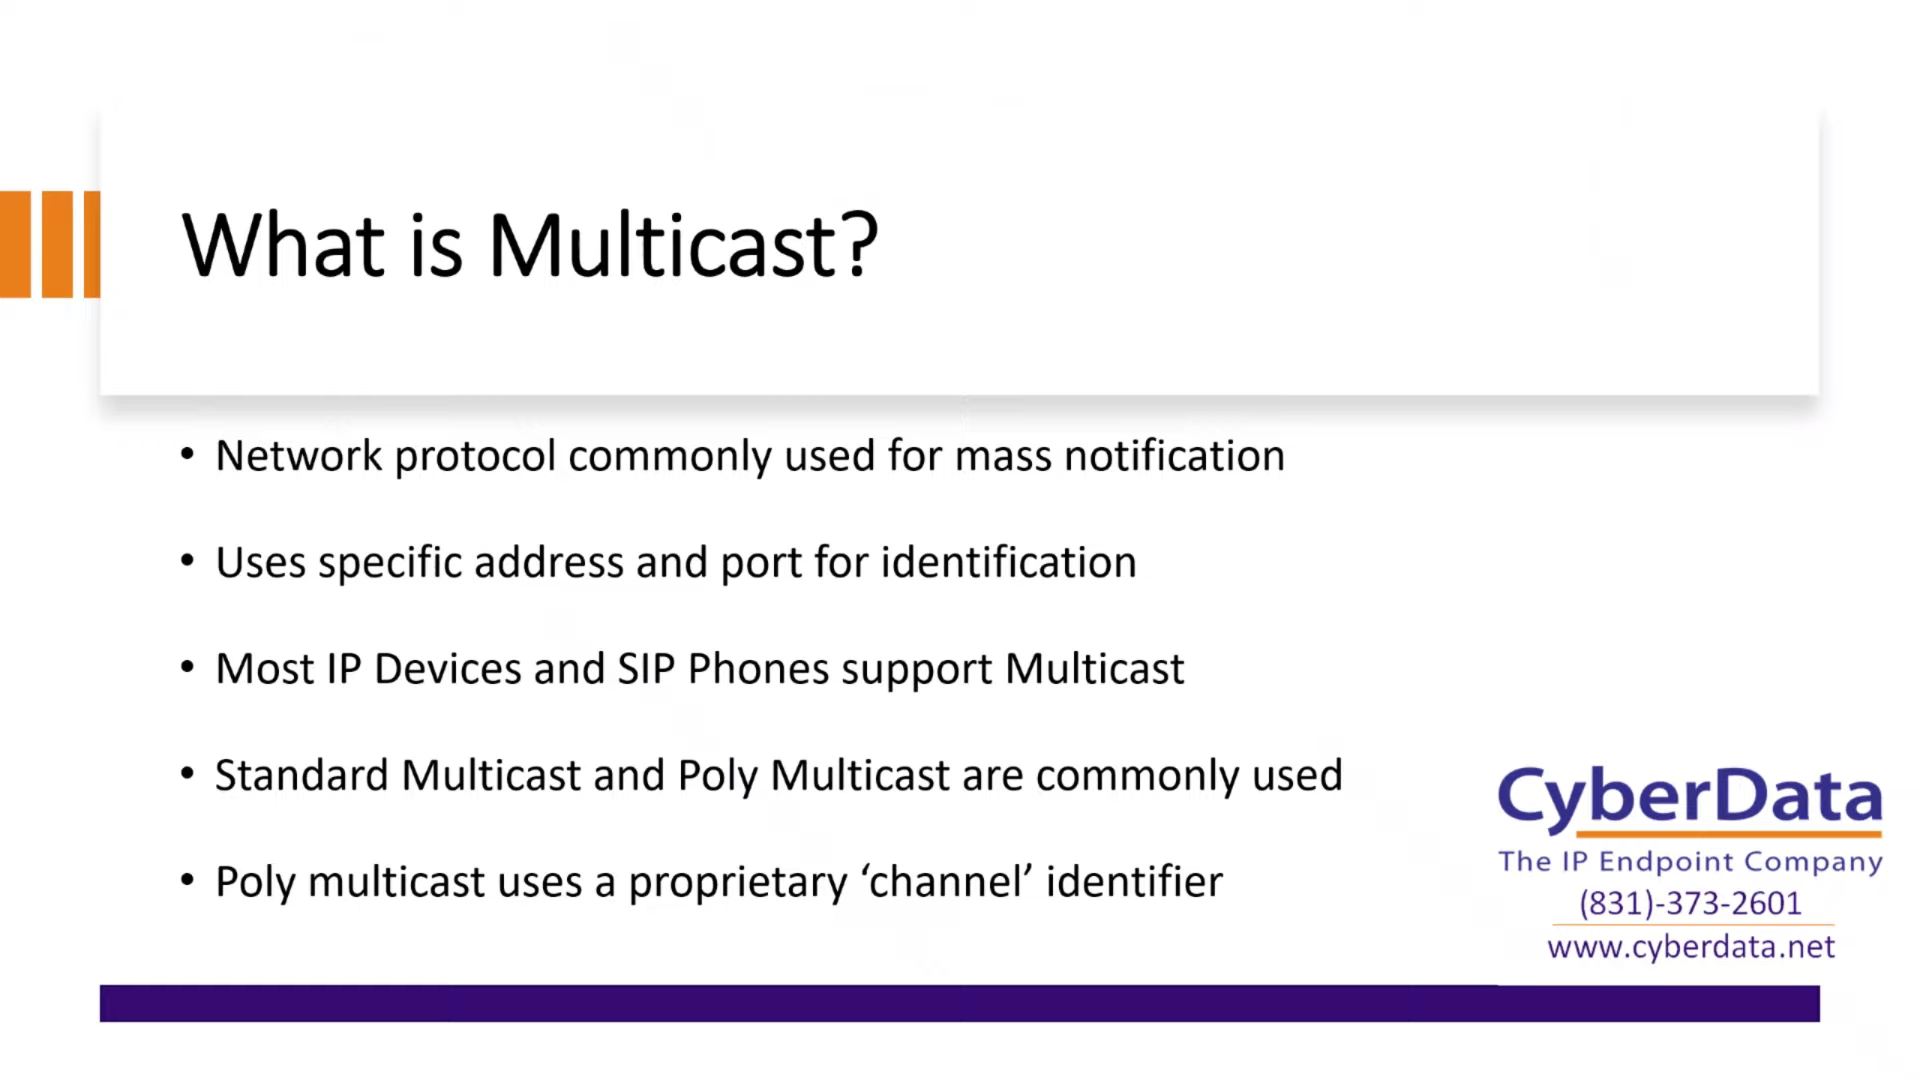 What is Multicast?
• Network protocol commonly used for mass notification
• Uses specific address and port for identification
• Most IP Devices and SIP Phones support Multicast
• Standard Multicast and Poly Multicast are commonly used
• Poly multicast uses a proprietary ‘channel’ identifier
CyberData
The IP Endpoint Company
(831)-373-2601
www.cyberdata.net